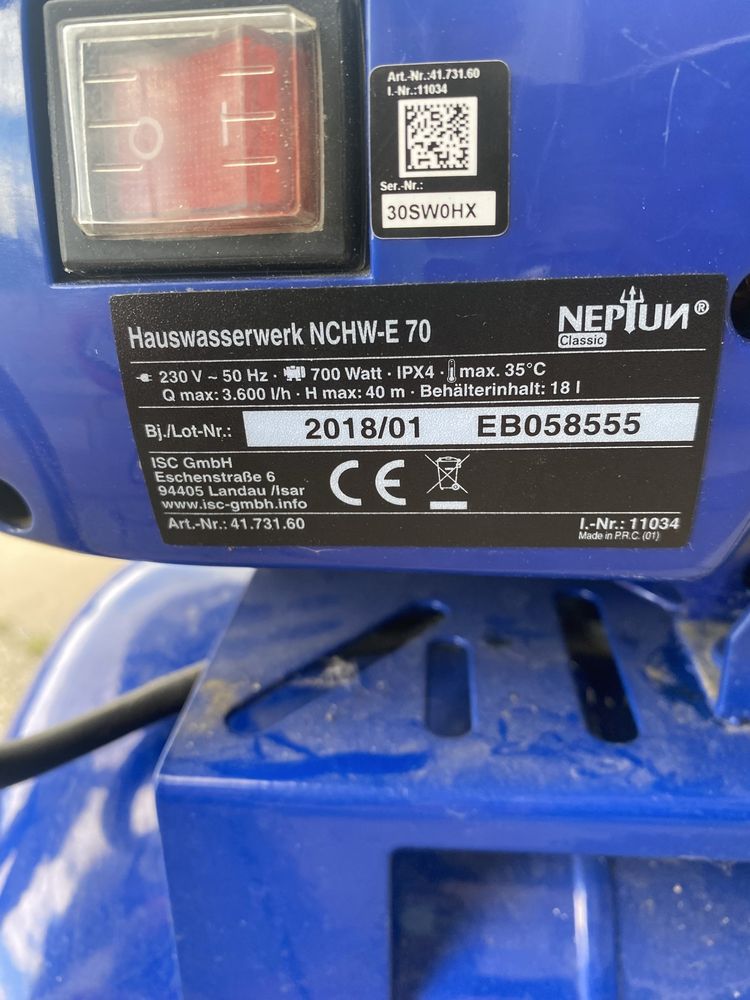 Art.-Nr.:41.731.60
I.-Nr.:11034
Ser.-Nr.:
30SW0HX
Hauswasserwerk NCHW-E 70
NEPTUN®
Classic
230 V ~ 50 Hz · 700 Watt · IPX4 · max. 35°C
Q max: 3.600 l/h · H max: 40 m · Behälterinhalt: 18 l
Bj./Lot-Nr.: 2018/01 EB058555
ISC GmbH
Eschenstraße 6
94405 Landau /Isar
www.isc-gmbh.info
CE
Art.-Nr.: 41.731.60
I.-Nr.: 11034
Made in P.R.C. (01)